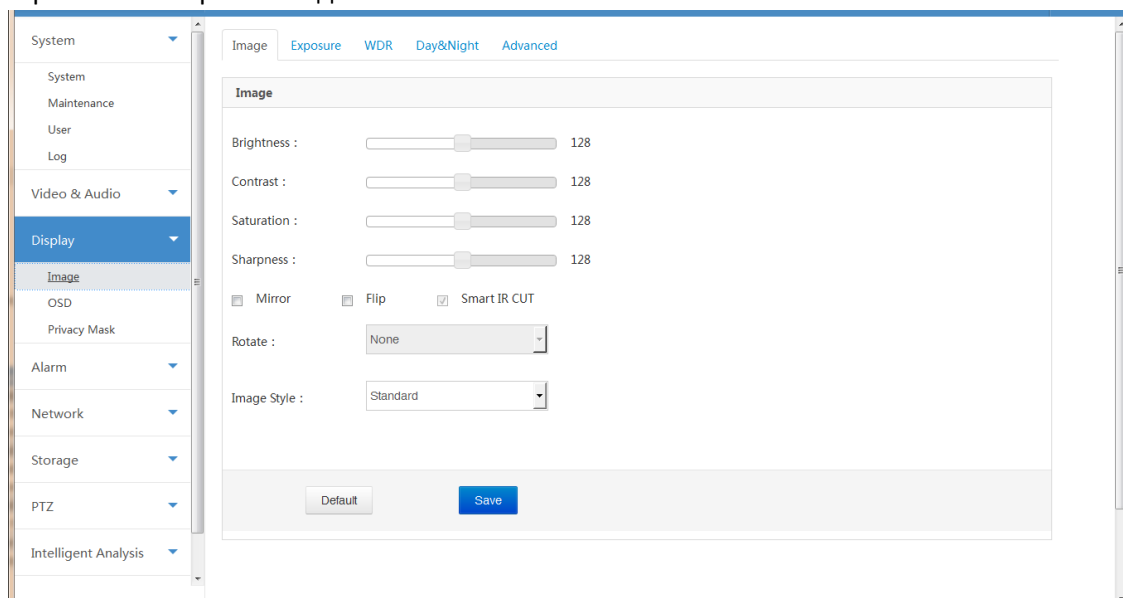 System
System
Maintenance
User
Log
Video & Audio
Display
Image
OSD
Privacy Mask
Alarm
Network
Storage
PTZ
Intelligent Analysis
Image Exposure WDR Day&Night Advanced
Image
Brightness : 128
Contrast : 128
Saturation : 128
Sharpness : 128
Mirror Flip Smart IR CUT
Rotate : None
Image Style : Standard
Default Save